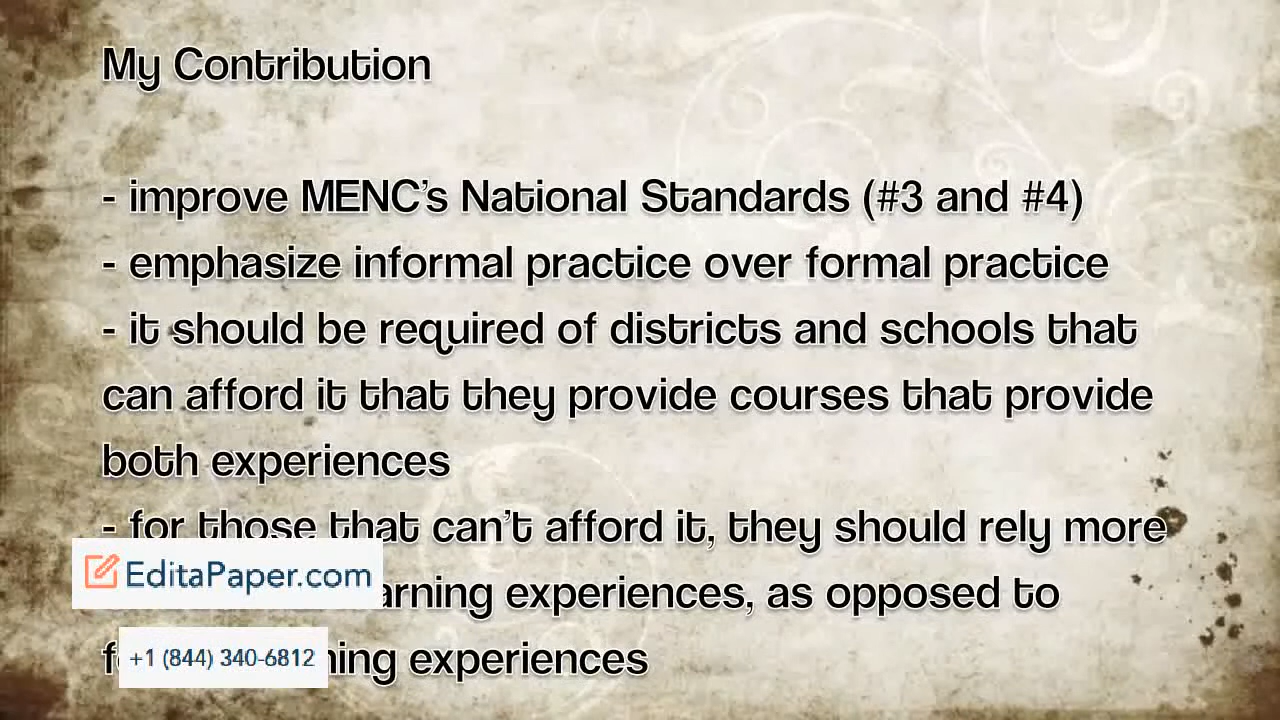 My Contribution
- improve MENC's National Standards (#3 and #4)
- emphasize informal practice over formal practice
- it should be required of districts and schools that
can afford it that they provide courses that provide
both experiences
- for those that can't afford it, they should rely more
EditaPaper.com
experiences, as opposed to
+1 (844) 340-6812
experiences